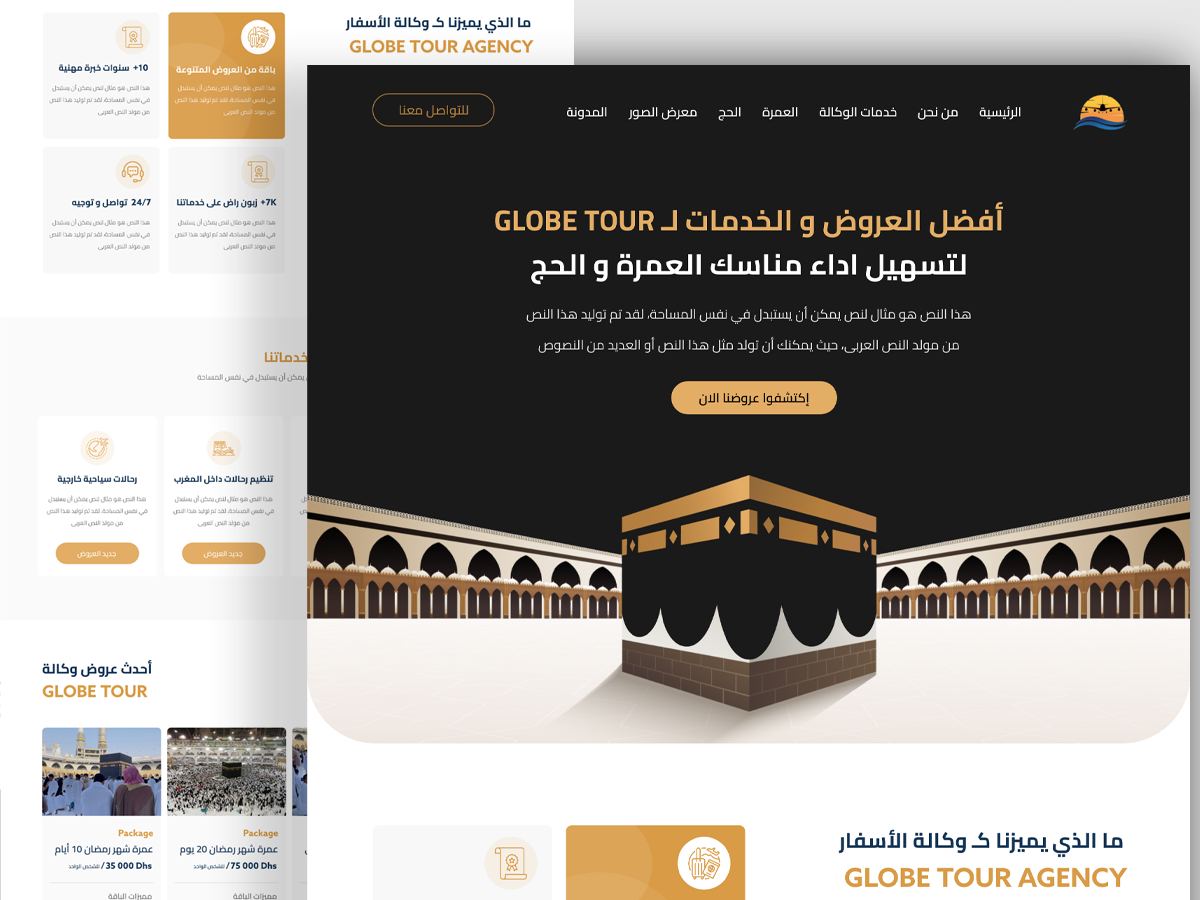 ما الذي يميزنا كـ وكالة الأسفار
GLOBE TOUR AGENCY
باقة من العروض المتنوعة
هذا النص هو مثال لنص يمكن أن يستبدل
في نفس المساحة، لقد تم توليد هذا النص
من مولد النص العربى
+10 سنوات خبرة مهنية
هذا النص هو مثال لنص يمكن أن يستبدل
في نفس المساحة، لقد تم توليد هذا النص
من مولد النص العربى
+7K زبون راض على خدماتنا
هذا النص هو مثال لنص يمكن أن يستبدل
في نفس المساحة، لقد تم توليد هذا النص
من مولد النص العربى
24/7 تواصل و توجيه
هذا النص هو مثال لنص يمكن أن يستبدل
في نفس المساحة، لقد تم توليد هذا النص
من مولد النص العربى
خدماتنا
يمكن أن يستبدل في نفس المساحة
تنظيم رحالات داخل المغرب
هذا النص هو مثال لنص يمكن أن يستبدل
في نفس المساحة، لقد تم توليد هذا النص
من مولد النص العربى
جديد العروض
رحالات سياحية خارجية
هذا النص هو مثال لنص يمكن أن يستبدل
في نفس المساحة، لقد تم توليد هذا النص
من مولد النص العربى
جديد العروض
أحدث عروض وكالة
GLOBE TOUR
Package
عمرة شهر رمضان 20 يوم
75 000 Dhs / للشخص الواحد
مميزات الباقة
Package
عمرة شهر رمضان 10 أيام
35 000 Dhs / للشخص الواحد
مميزات الباقة
الرئيسية
من نحن
خدمات الوكالة
العمرة
الحج
معرض الصور
المدونة
للتواصل معنا
أفضل العروض و الخدمات لـ GLOBE TOUR
لتسهيل اداء مناسك العمرة و الحج
هذا النص هو مثال لنص يمكن أن يستبدل في نفس المساحة، لقد تم توليد هذا النص
من مولد النص العربى، حيث يمكنك أن تولد مثل هذا النص أو العديد من النصوص
إكتشفوا عروضنا الان
ما الذي يميزنا كـ وكالة الأسفار
GLOBE TOUR AGENCY